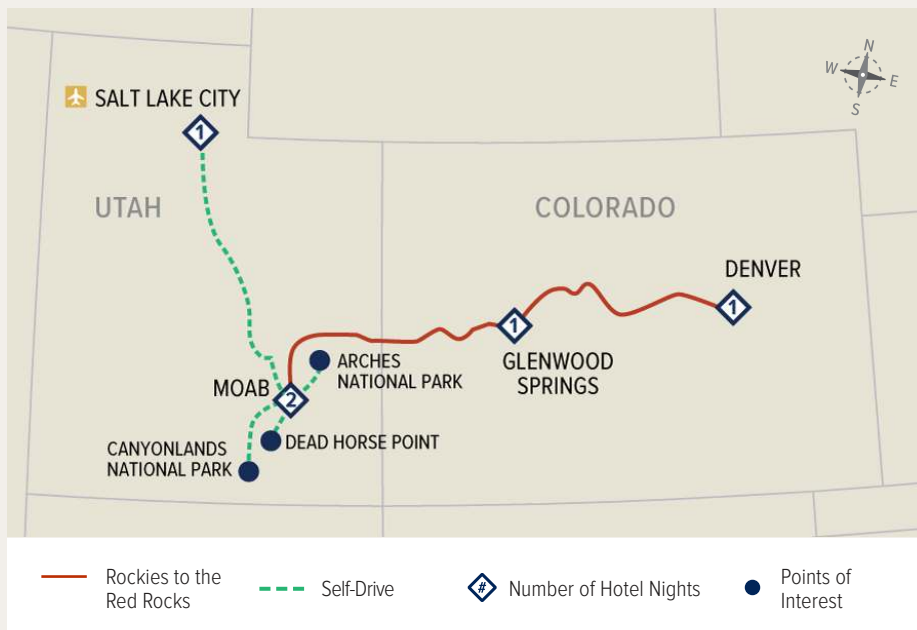 N
W
E
S
SALT LAKE CITY
1
UTAH
COLORADO
DENVER
1
1
GLENWOOD
SPRINGS
ARCHES
NATIONAL PARK
MOAB
2
DEAD HORSE POINT
CANYONLANDS
NATIONAL PARK
Rockies to the
Red Rocks
Self-Drive
#
Number of Hotel Nights
Points of
Interest